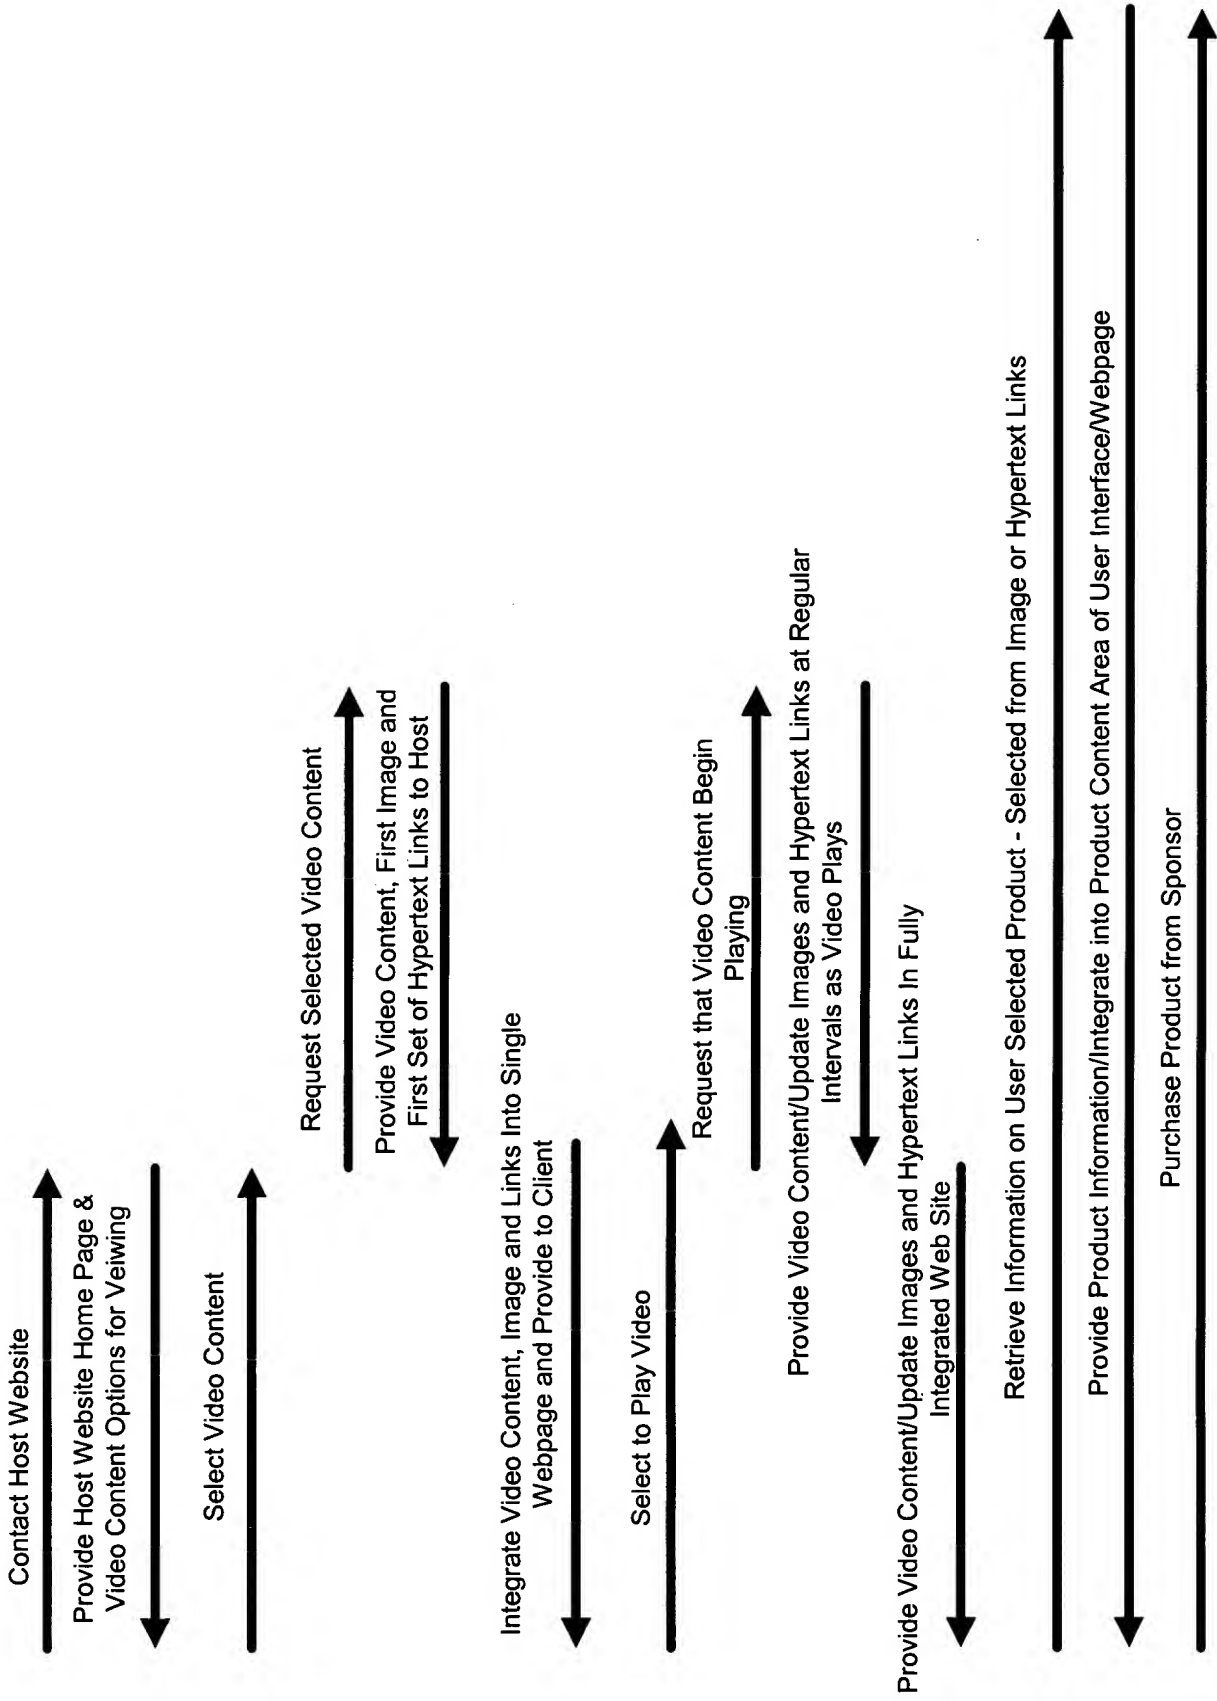 Contact Host Website
Provide Host Website Home Page &
Video Content Options for Veiwing
Select Video Content
Request Selected Video Content
Provide Video Content, First Image and
First Set of Hypertext Links to Host
Integrate Video Content, Image and Links Into Single
Webpage and Provide to Client
Select to Play Video
Request that Video Content Begin
Playing
Provide Video Content/Update Images and Hypertext Links at Regular
Intervals as Video Plays
Provide Video Content/Update Images and Hypertext Links In Fully
Integrated Web Site
Retrieve Information on User Selected Product - Selected from Image or Hypertext Links
Provide Product Information/Integrate into Product Content Area of User Interface/Webpage
Purchase Product from Sponsor